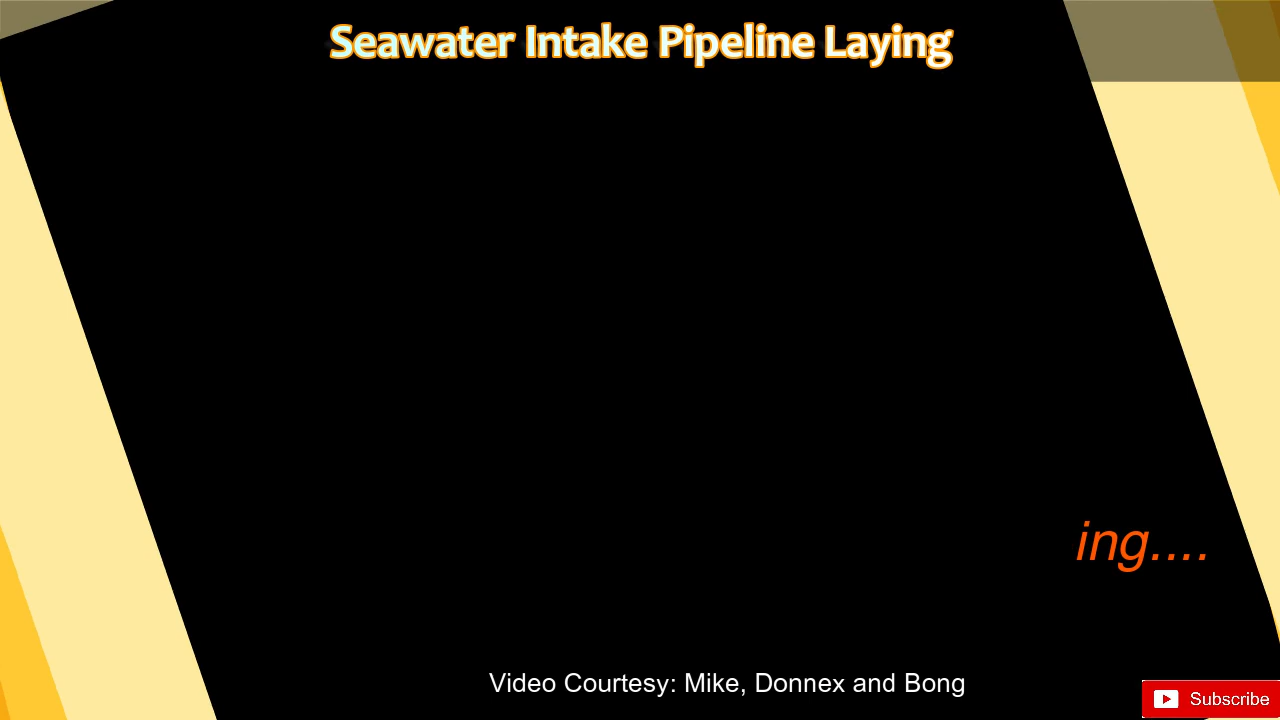 Seawater Intake Pipeline Laying
ing....
Video Courtesy: Mike, Donnex and Bong
Subscribe